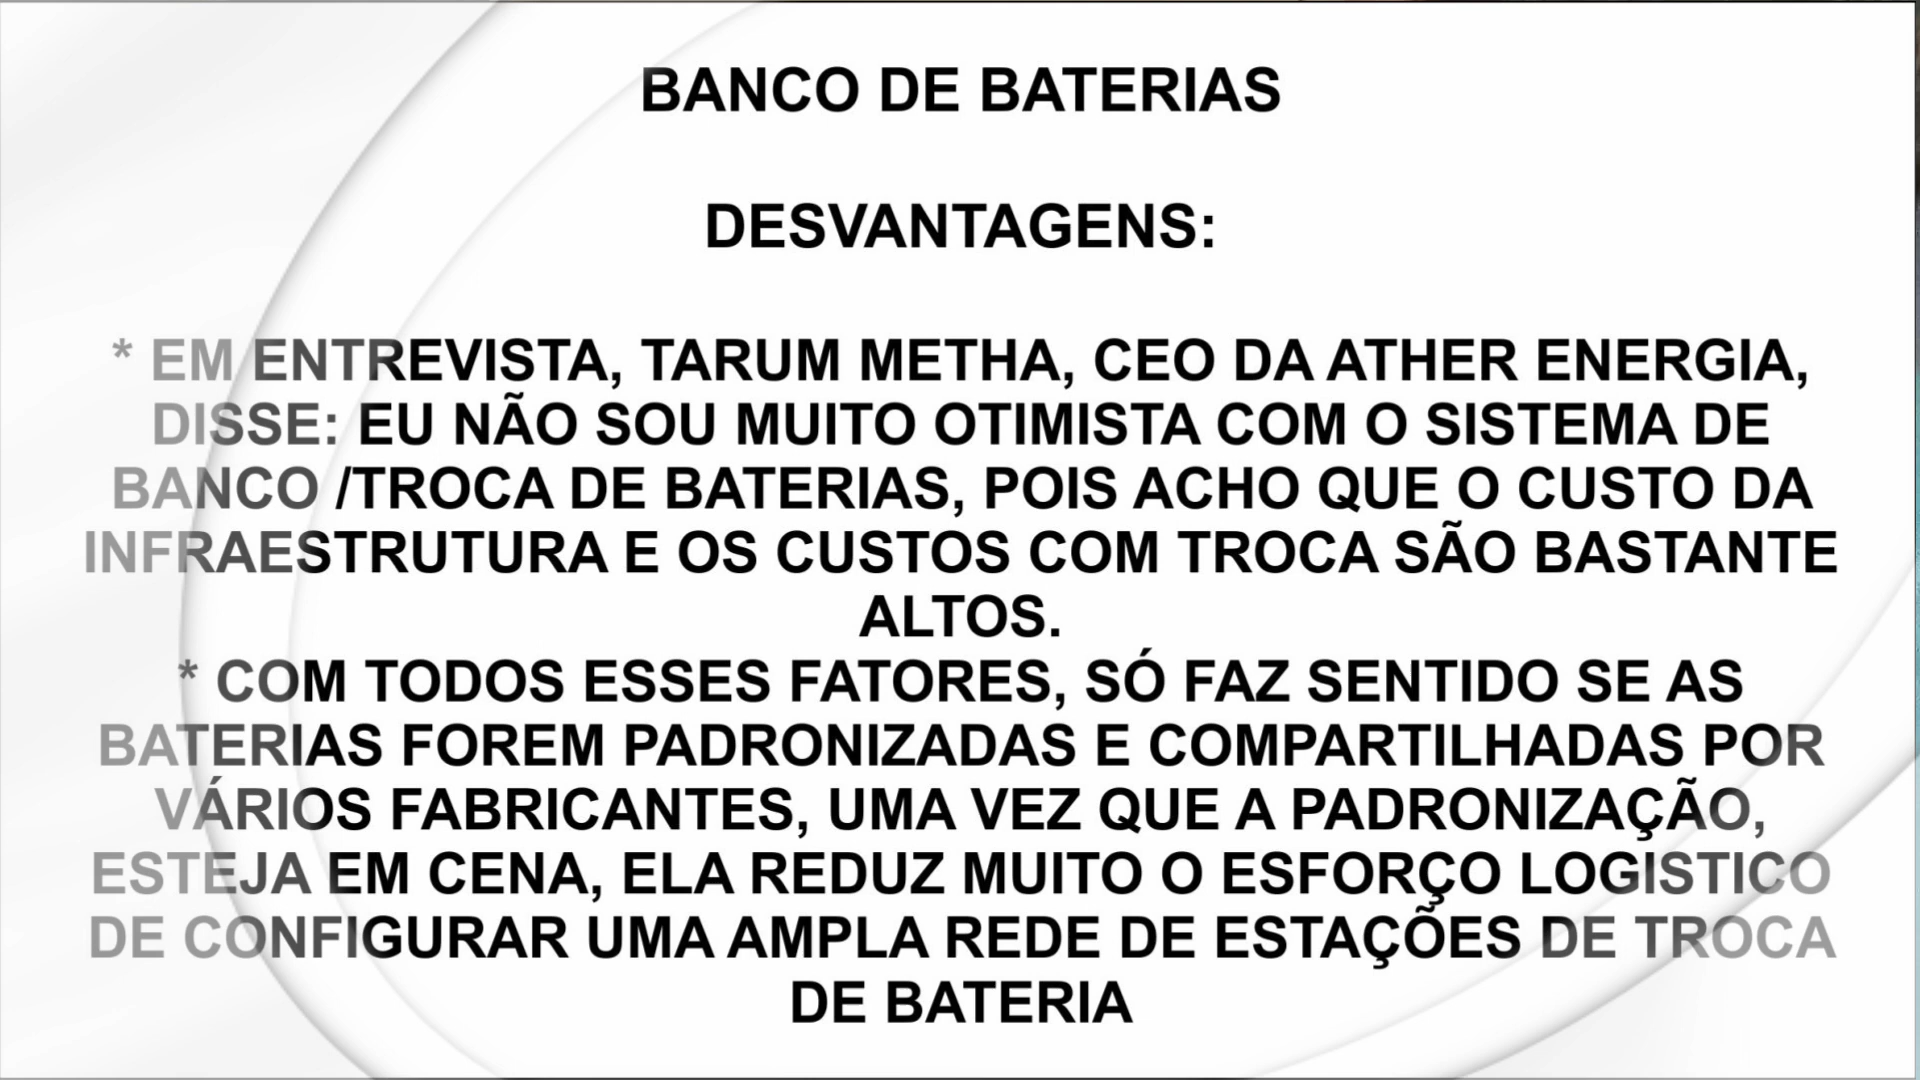 BANCO DE BATERIAS
DESVANTAGENS:
* EM ENTREVISTA, TARUM METHA, CEO DA ATHER ENERGIA,
DISSE: EU NÃO SOU MUITO OTIMISTA COM O SISTEMA DE
BANCO /TROCA DE BATERIAS, POIS ACHO QUE O CUSTO DA
INFRAESTRUTURA E OS CUSTOS COM TROCA SÃO BASTANTE
ALTOS.
* COM TODOS ESSES FATORES, SÓ FAZ SENTIDO SE AS
BATERIAS FOREM PADRONIZADAS E COMPARTILHADAS POR
VÁRIOS FABRICANTES, UMA VEZ QUE A PADRONIZAÇÃO,
ESTEJA EM CENA, ELA REDUZ MUITO O ESFORÇO LOGISTICO
DE CONFIGURAR UMA AMPLA REDE DE ESTAÇÕES DE TROCA
DE BATERIA